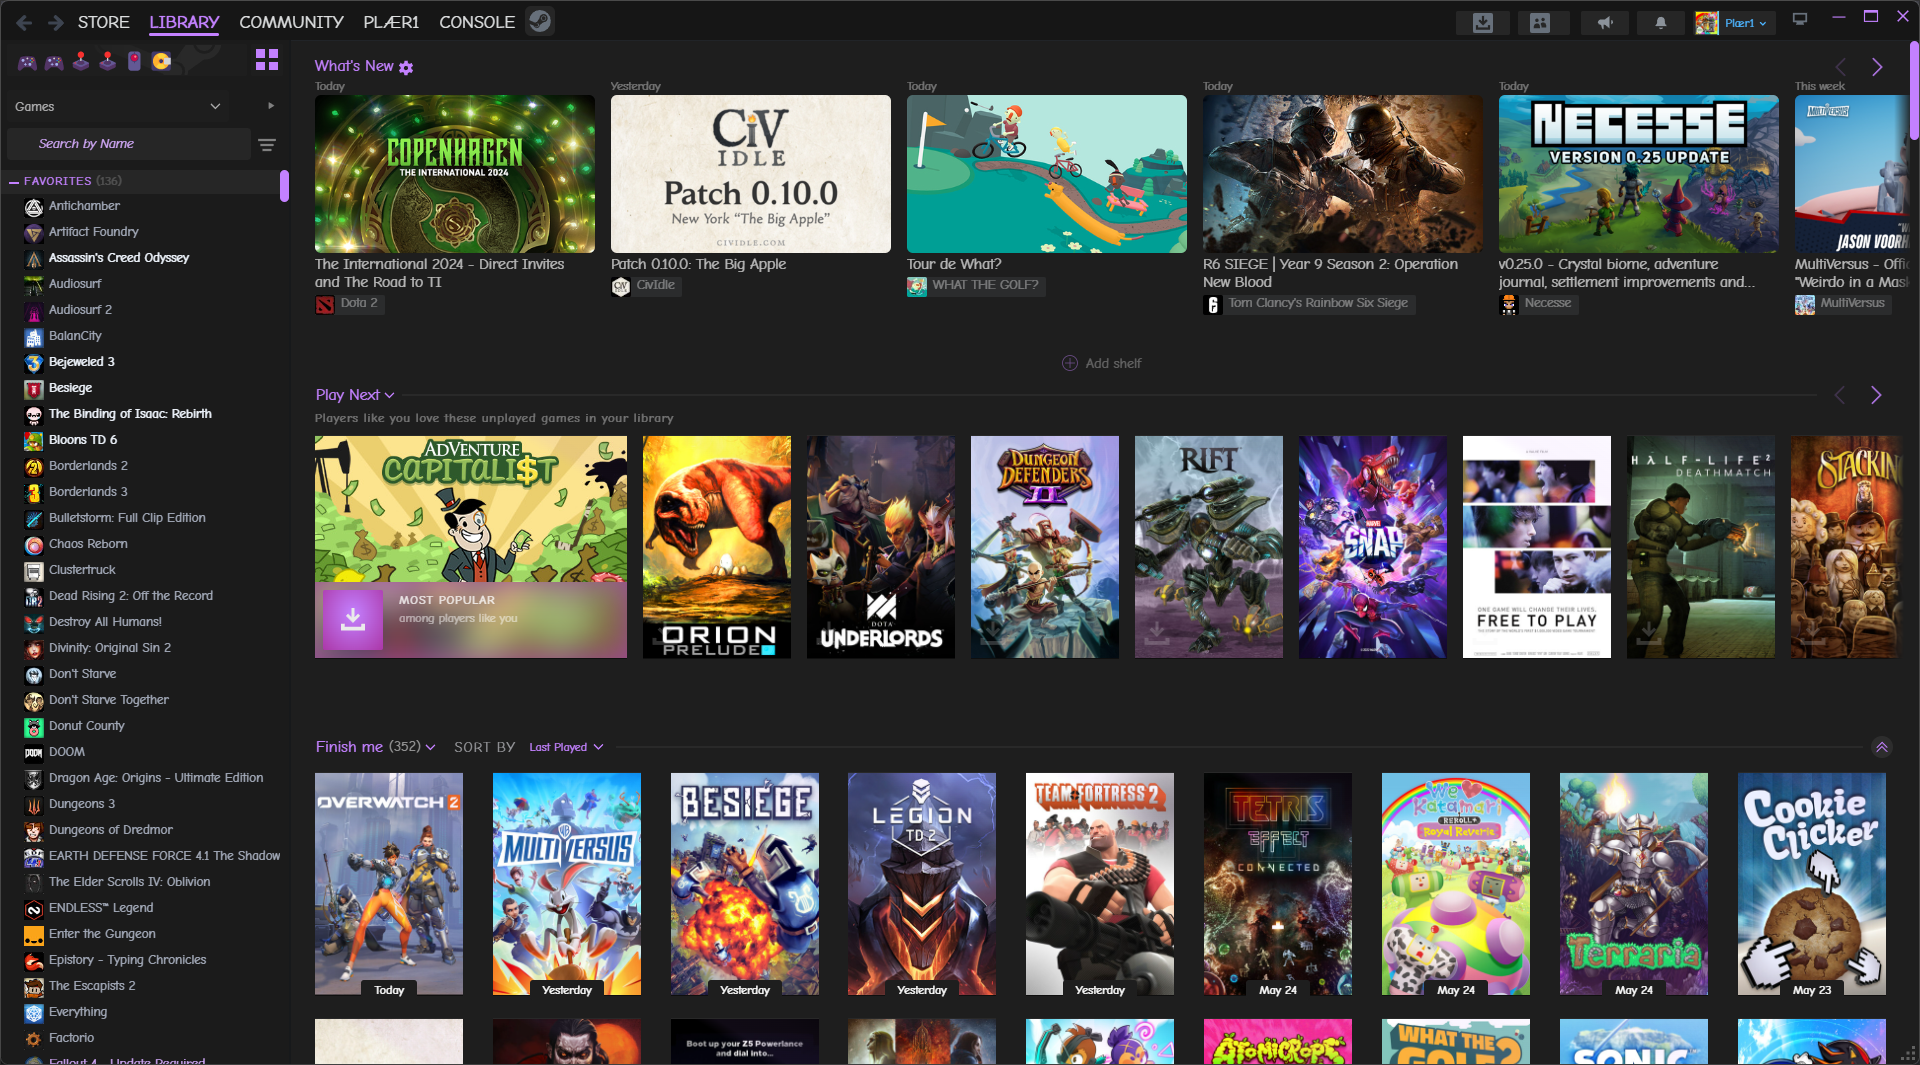 STORE LIBRARY COMMUNITY PLÆR1 CONSOLE
Plær1
Games
Search by Name
FAVORITES (136)
Antichamber
Artifact Foundry
Assassin's Creed Odyssey
Audiosurf
Audiosurf 2
BalanCity
Bejeweled 3
Besiege
The Binding of Isaac: Rebirth
Bloons TD 6
Borderlands 2
Borderlands 3
Bulletstorm: Full Clip Edition
Chaos Reborn
Clustertruck
Dead Rising 2: Off the Record
Destroy All Humans!
Divinity: Original Sin 2
Don't Starve
Don't Starve Together
Donut County
DOOM
Dragon Age: Origins - Ultimate Edition
Dungeons 3
Dungeons of Dredmor
EARTH DEFENSE FORCE 4.1 The Shadow
The Elder Scrolls IV: Oblivion
ENDLESS™ Legend
Enter the Gungeon
Epistory - Typing Chronicles
The Escapists 2
Everything
Factorio
Fallout 4 - Update Required
What's New
Today
COPENHAGEN
THE INTERNATIONAL 2024
The International 2024 - Direct Invites
and The Road to TI
Dota 2
Yesterday
CIV
IDLE
Patch 0.10.0
New York “The Big Apple”
CIVIDLE.COM
Patch 0.10.0: The Big Apple
CivIdle
Today
Tour de What?
WHAT THE GOLF?
Today
R6 SIEGE | Year 9 Season 2: Operation
New Blood
Tom Clancy's Rainbow Six Siege
Today
NECESSE
VERSION 0.25 UPDATE
v0.25.0 - Crystal biome, adventure
journal, settlement improvements and...
Necesse
This week
MULTIVERSUS
JASON VOORH
MultiVersus - Offic
"Weirdo in a Mas
MultiVersus
Add shelf
Play Next
Players like you love these unplayed games in your library
ADVENTURE
CAPITALI$T
MOST POPULAR
among players like you
ORION
PRELUDE
DOTA
UNDERLORDS
DUNGEON
DEFENDERS
II
RIFT
MARVEL
SNAP
ONE GAME WILL CHANGE THEIR LIVES.
FREE TO PLAY
HALF-LIFE 2
DEATHMATCH
STACKIN
Finish me (352) SORT BY Last Played
OVERWATCH 2
Today
MULTIVERSUS
Yesterday
BESIEGE
Yesterday
LEGION
TD 2
Yesterday
TEAM FORTRESS 2
Yesterday
TETRIS
EFFECT
CONNECTED
May 24
We
Katamari
REROLL+
Royal Reverie
May 24
Terraria
May 24
Cookie
Clicker
May 23
Boot up your Z5 Powerlance
and dial into...
ATOMICROPS
WHAT THE
GOLF?
SONIC